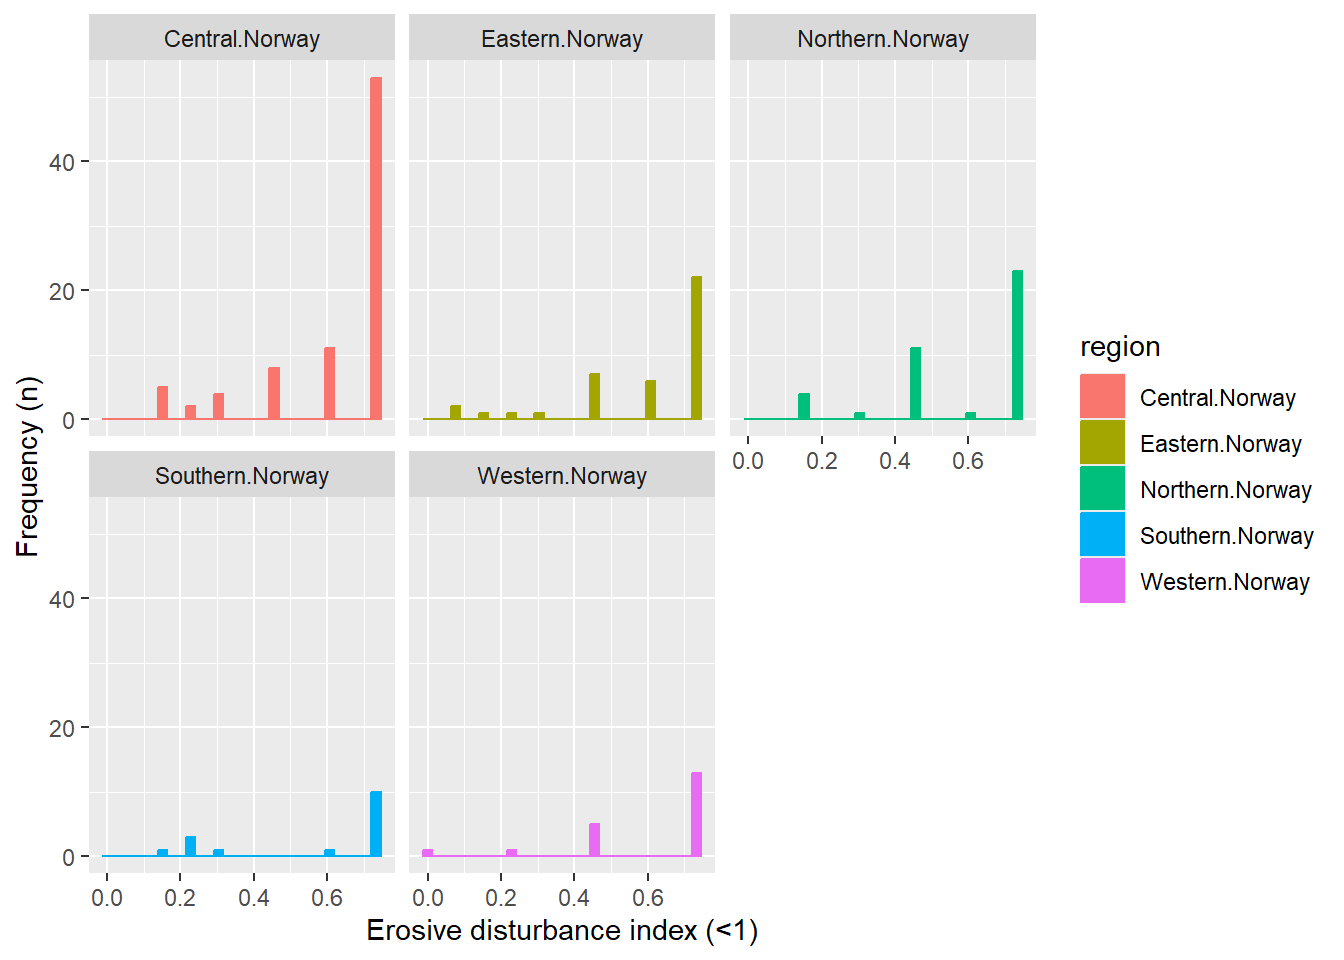 Central.Norway Eastern.Norway Northern.Norway
40
20
0
0.0 0.2 0.4 0.6
Southern.Norway Western.Norway
40
20
0
0.0 0.2 0.4 0.6 0.0 0.2 0.4 0.6
Erosive disturbance index (<1)
Frequency (n)
region
Central.Norway
Eastern.Norway
Northern.Norway
Southern.Norway
Western.Norway